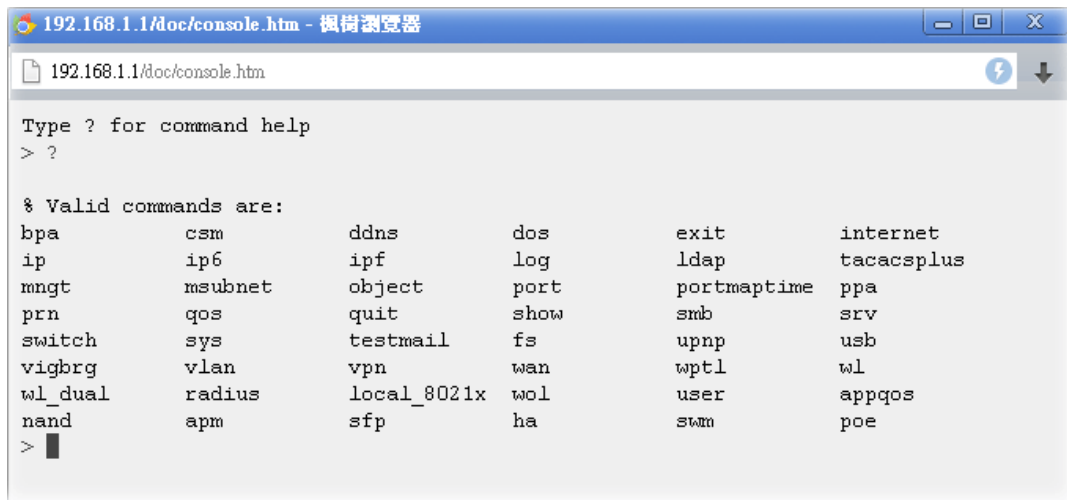 192.168.1.1/doc/console.htm - 楓樹瀏覽器
192.168.1.1/doc/console.htm
Type ? for command help
> ?
% Valid commands are:
bpa csm ddns dos exit internet
ip ip6 ipf log ldap tacacsplus
mngt msubnet object port portmaptime ppa
prn qos quit show smb srv
switch sys testmail fs upnp usb
vigbrg vlan vpn wan wptl wl
wl_dual radius local_8021x wol user appqos
nand apm sfp ha swm poe
>